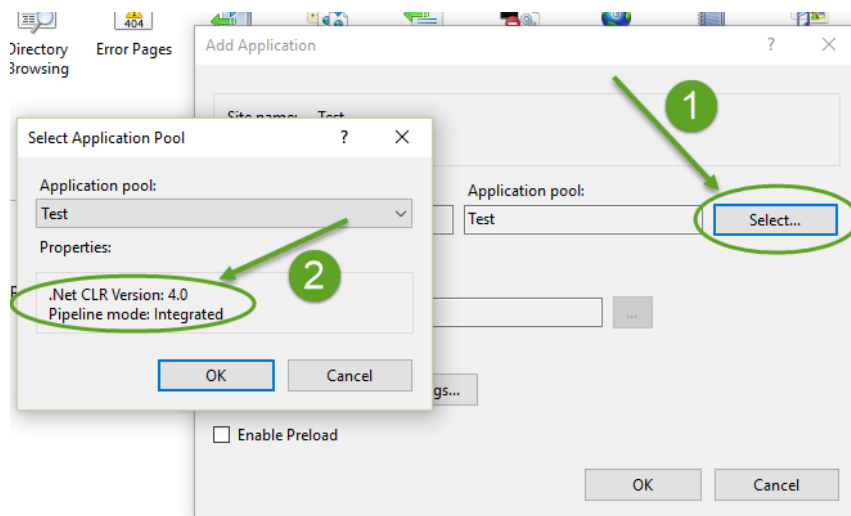 404
Directory
Browsing
Error Pages
Add Application
?
1
Site name: Test
Select Application Pool
?
Application pool:
Test
Properties:
.Net CLR Version: 4.0
Pipeline mode: Integrated
2
OK
Cancel
Application pool:
Test
Select...
...
gs...
Enable Preload
OK
Cancel